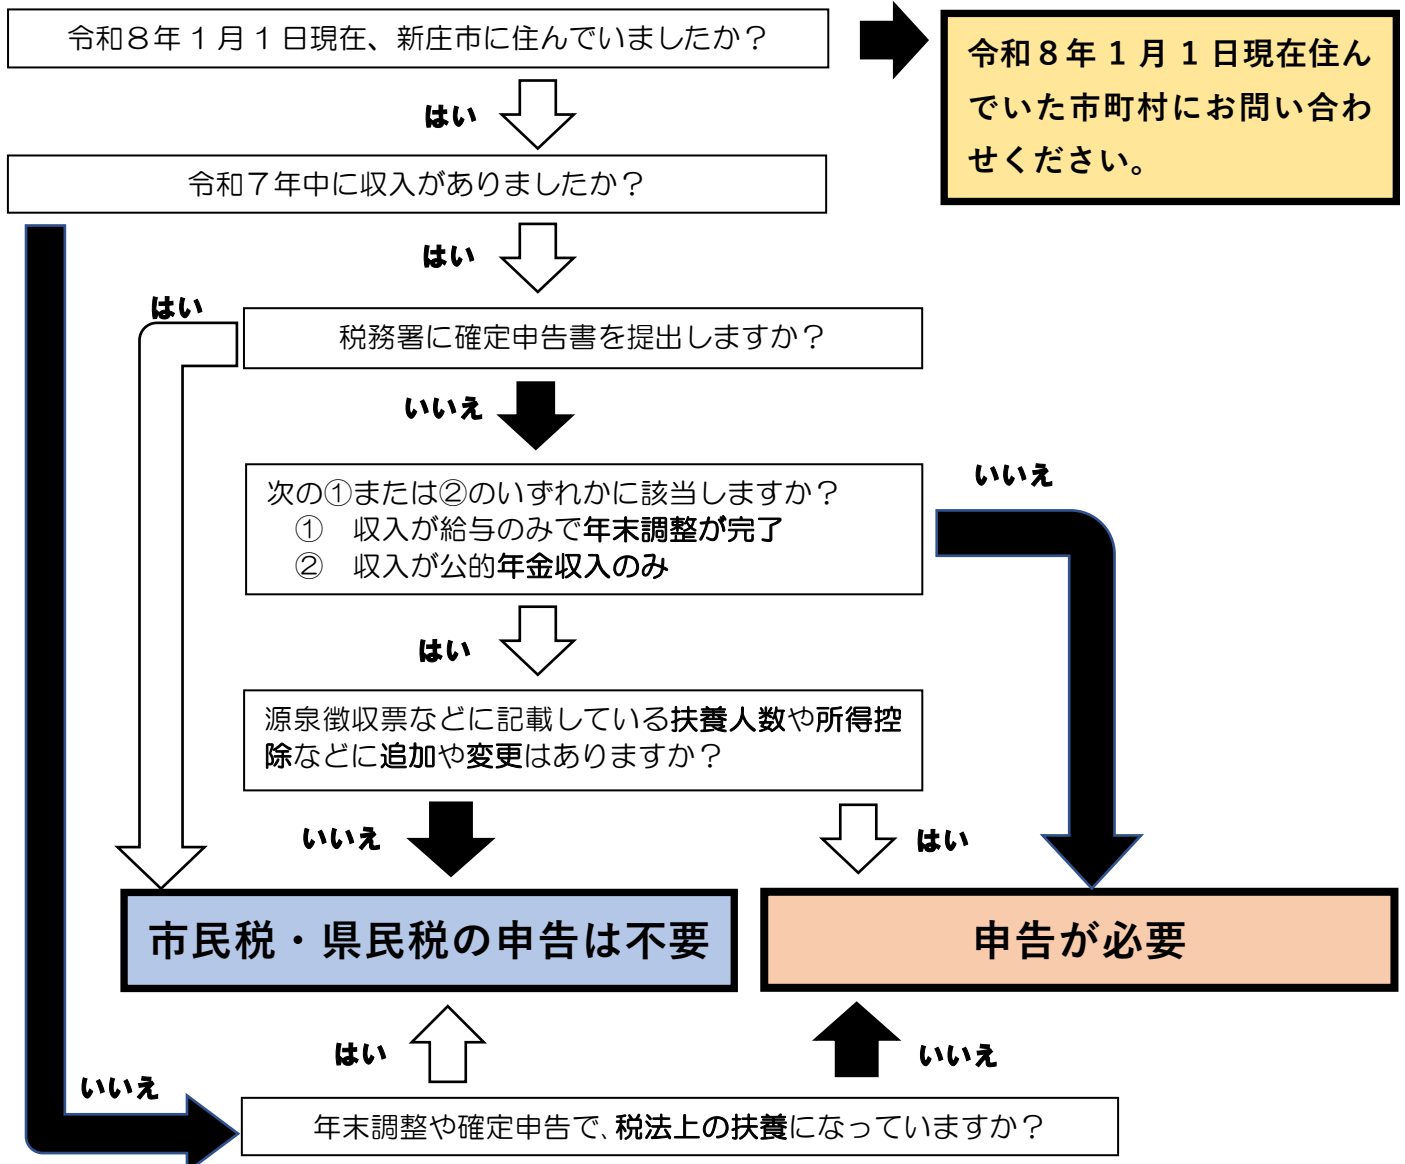 令和８年１月１日現在、新庄市に住んでいましたか？
令和８年１月１日現在住ん
でいた市町村にお問い合わ
せください。
はい
令和７年中に収入がありましたか？
はい
はい
税務署に確定申告書を提出しますか？
いいえ
次の①または②のいずれかに該当しますか？
①　収入が給与のみで年末調整が完了
②　収入が公的年金収入のみ
いいえ
はい
源泉徴収票などに記載している扶養人数や所得控
除などに追加や変更はありますか？
いいえ
はい
市民税・県民税の申告は不要
申告が必要
はい
いいえ
いいえ
年末調整や確定申告で、税法上の扶養になっていますか？